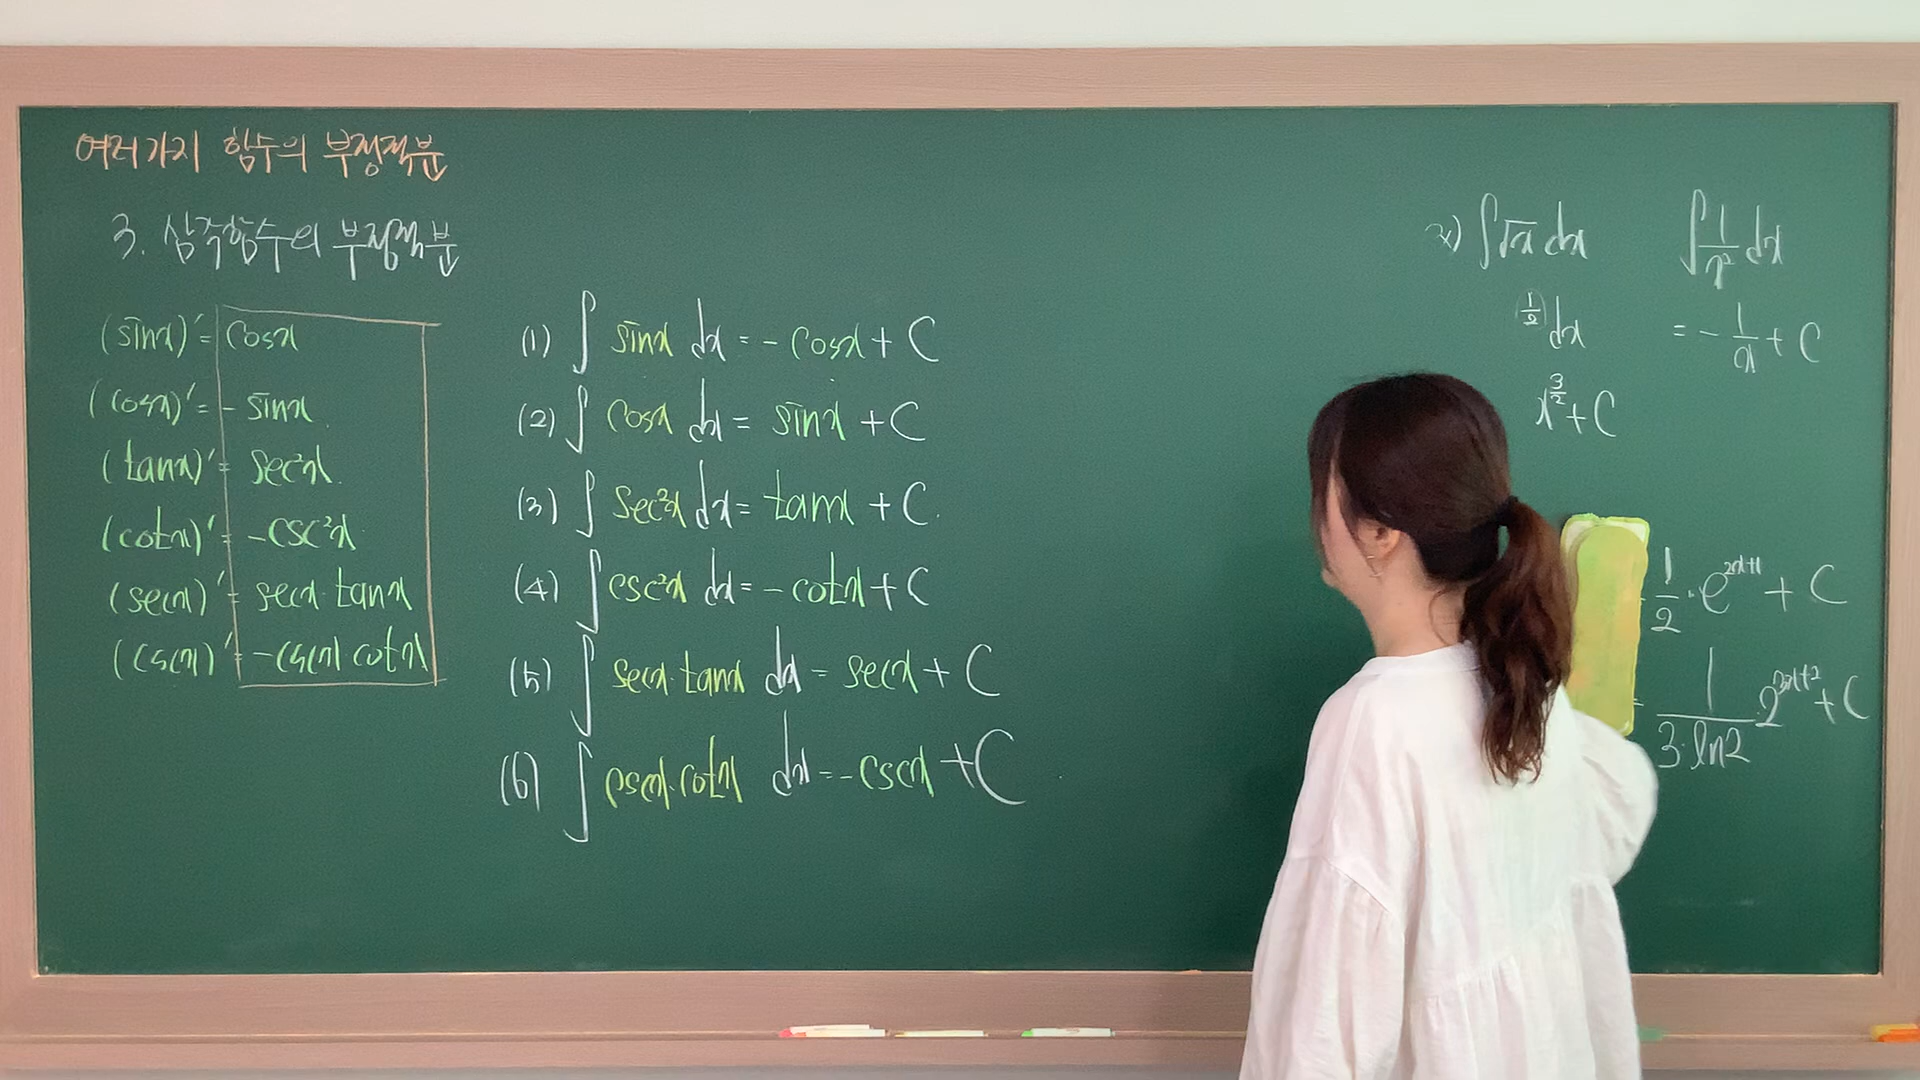 여러가지 함수의 부정적분
3. 삼각함수의 부정적분
(sinx)′ = cosx
(cosx)′ = - sinx
(tanx)′ = sec²x
(cotx)′ = -csc²x
(secx)′ = secx·tanx
(cscx)′ = -cscx cotx
(1) ∫ sinx dx = - cosx + C
(2) ∫ cosx dx = sinx + C
(3) ∫ sec²x dx = tanx + C
(4) ∫ csc²x dx = - cotx + C
(5) ∫ secx·tanx dx = secx + C
(6) ∫ cscx·cotx dx = - cscx + C
∫√x dx
½ dx
x^(3/2) + C
∫ 1/x² dx
= - 1/x + C
1/2 · e^(2x+1) + C
= 1/(3·ln2) 2^(3x+2) + C